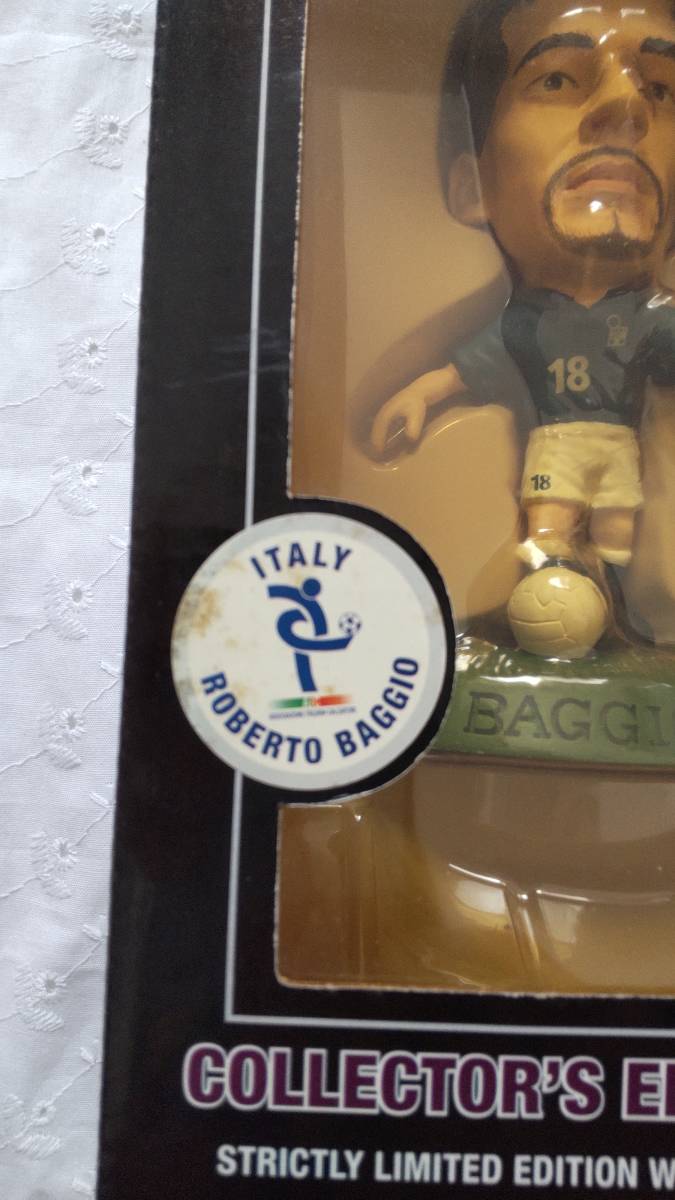 18
18
ITALY
ROBERTO BAGGIO
BAGGI
COLLECTOR'S E
STRICTLY LIMITED EDITION W